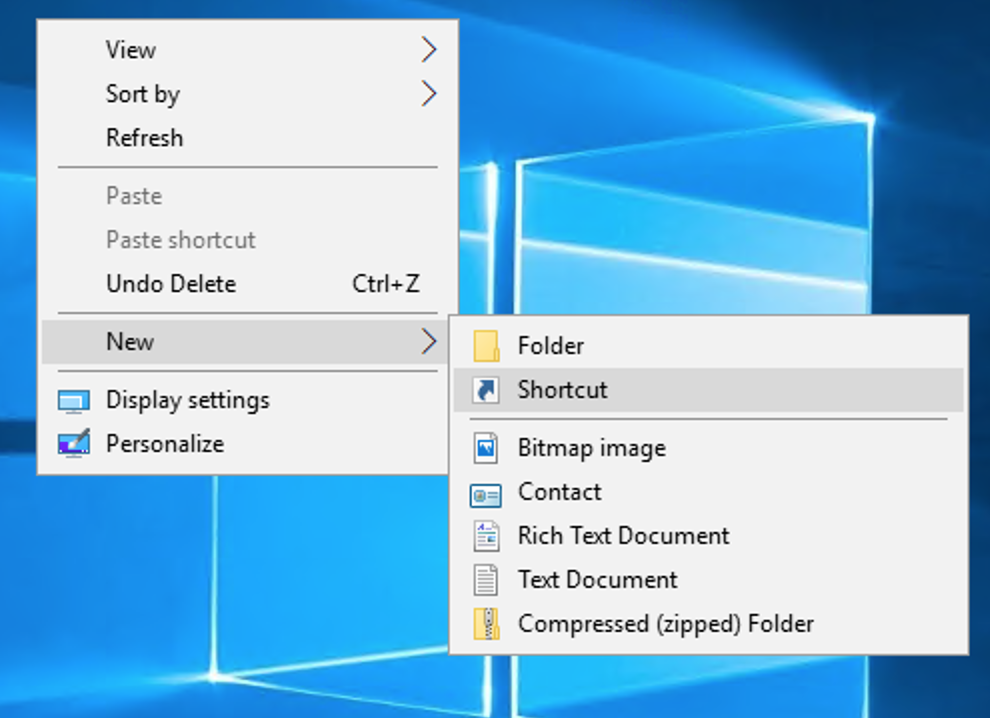 View
Sort by
Refresh
Paste
Paste shortcut
Undo Delete Ctrl+Z
New
Display settings
Personalize
Folder
Shortcut
Bitmap image
Contact
Rich Text Document
Text Document
Compressed (zipped) Folder